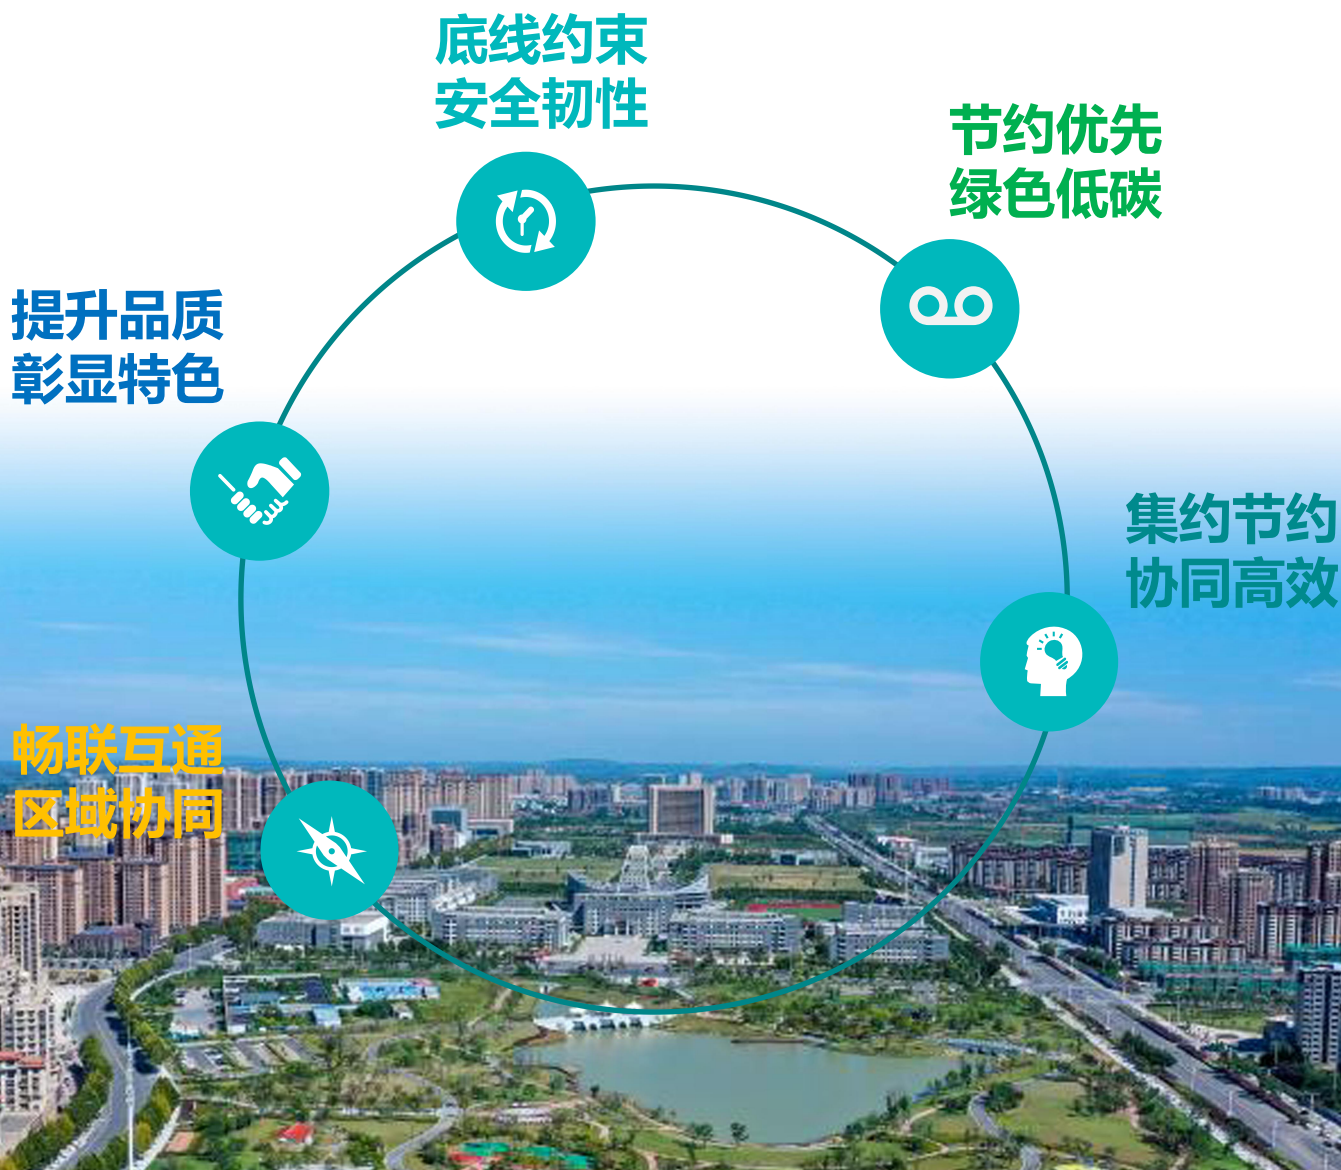 底线约束
安全韧性
节约优先
绿色低碳
提升品质
彰显特色
集约节约
协同高效
畅联互通
区域协同